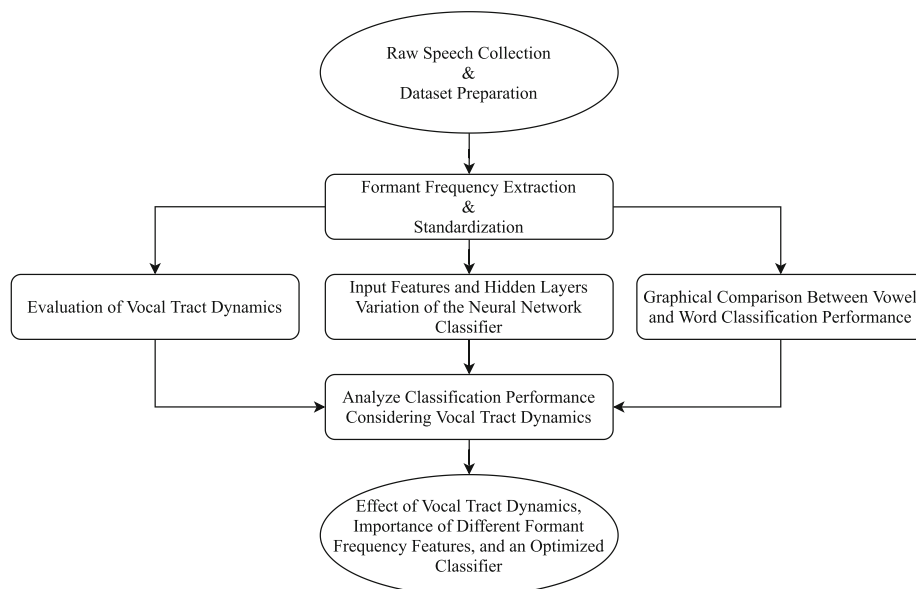 Raw Speech Collection
&
Dataset Preparation
Formant Frequency Extraction
&
Standardization
Evaluation of Vocal Tract Dynamics
Input Features and Hidden Layers
Variation of the Neural Network
Classifier
Graphical Comparison Between Vowel
and Word Classification Performance
Analyze Classification Performance
Considering Vocal Tract Dynamics
Effect of Vocal Tract Dynamics,
Importance of Different Formant
Frequency Features, and an Optimized
Classifier